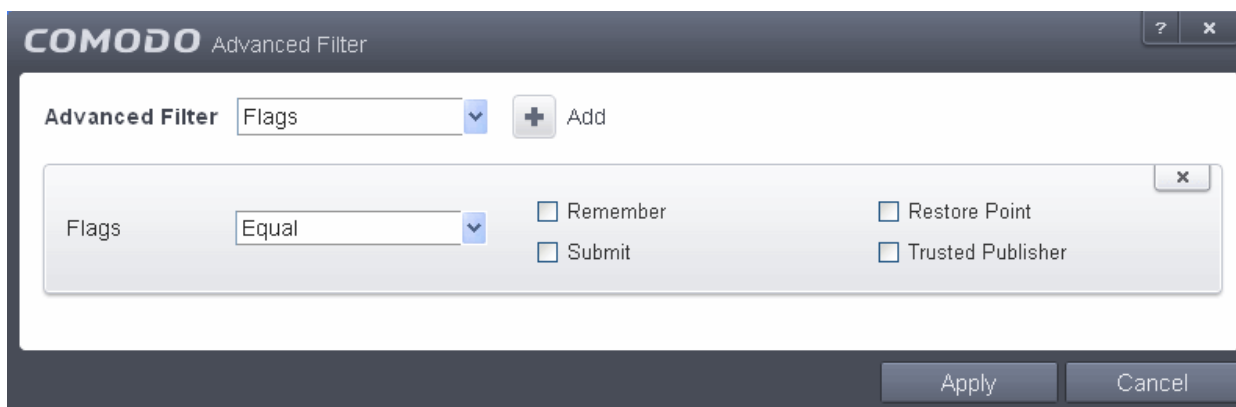 COMODO Advanced Filter ? x
Advanced Filter Flags + Add
x
Flags Equal Remember Restore Point
Submit Trusted Publisher
Apply Cancel